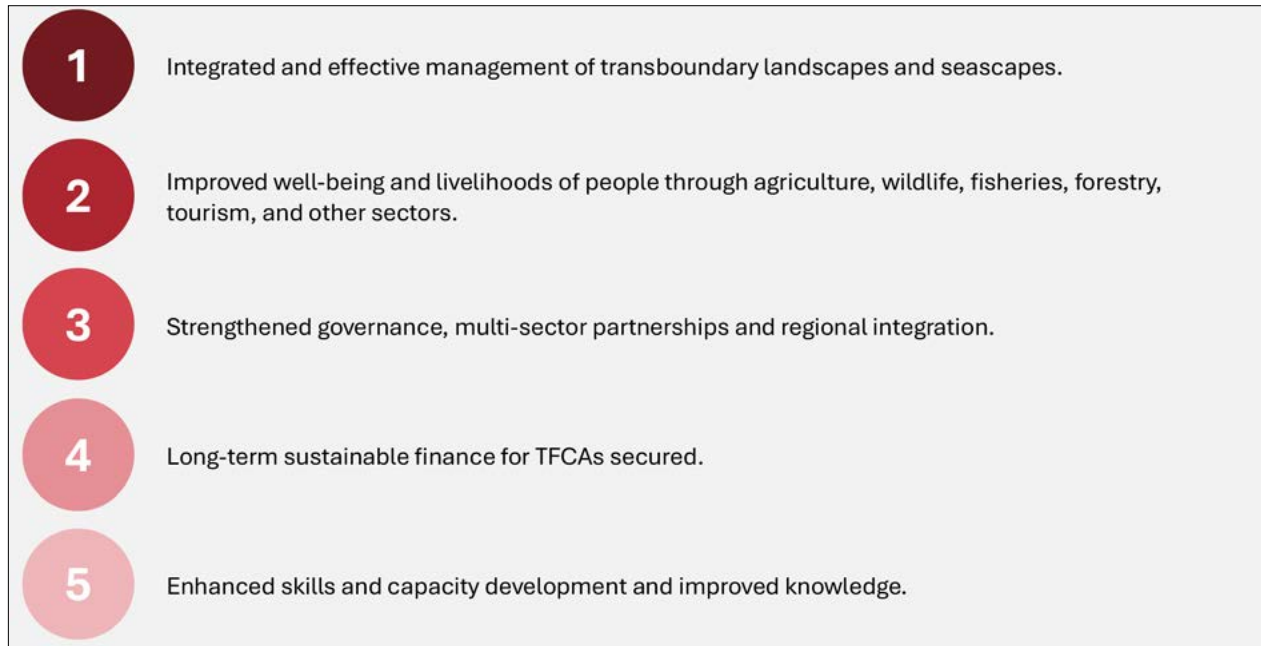 1
Integrated and effective management of transboundary landscapes and seascapes.
2
Improved well-being and livelihoods of people through agriculture, wildlife, fisheries, forestry,
tourism, and other sectors.
3
Strengthened governance, multi-sector partnerships and regional integration.
4
Long-term sustainable finance for TFCAs secured.
5
Enhanced skills and capacity development and improved knowledge.